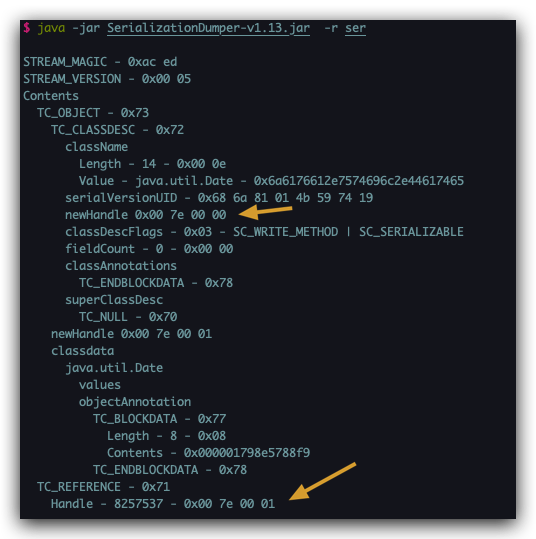 $ java -jar SerializationDumper-v1.13.jar -r ser
STREAM_MAGIC - 0xac ed
STREAM_VERSION - 0x00 05
Contents
TC_OBJECT - 0x73
TC_CLASSDESC - 0x72
className
Length - 14 - 0x00 0e
Value - java.util.Date - 0x6a6176612e7574696c2e44617465
serialVersionUID - 0x68 6a 81 01 4b 59 74 19
newHandle 0x00 7e 00 00
classDescFlags - 0x03 - SC_WRITE_METHOD | SC_SERIALIZABLE
fieldCount - 0 - 0x00 00
classAnnotations
TC_ENDBLOCKDATA - 0x78
superClassDesc
TC_NULL - 0x70
newHandle 0x00 7e 00 01
classdata
java.util.Date
values
objectAnnotation
TC_BLOCKDATA - 0x77
Length - 8 - 0x08
Contents - 0x000001798e5788f9
TC_ENDBLOCKDATA - 0x78
TC_REFERENCE - 0x71
Handle - 8257537 - 0x00 7e 00 01